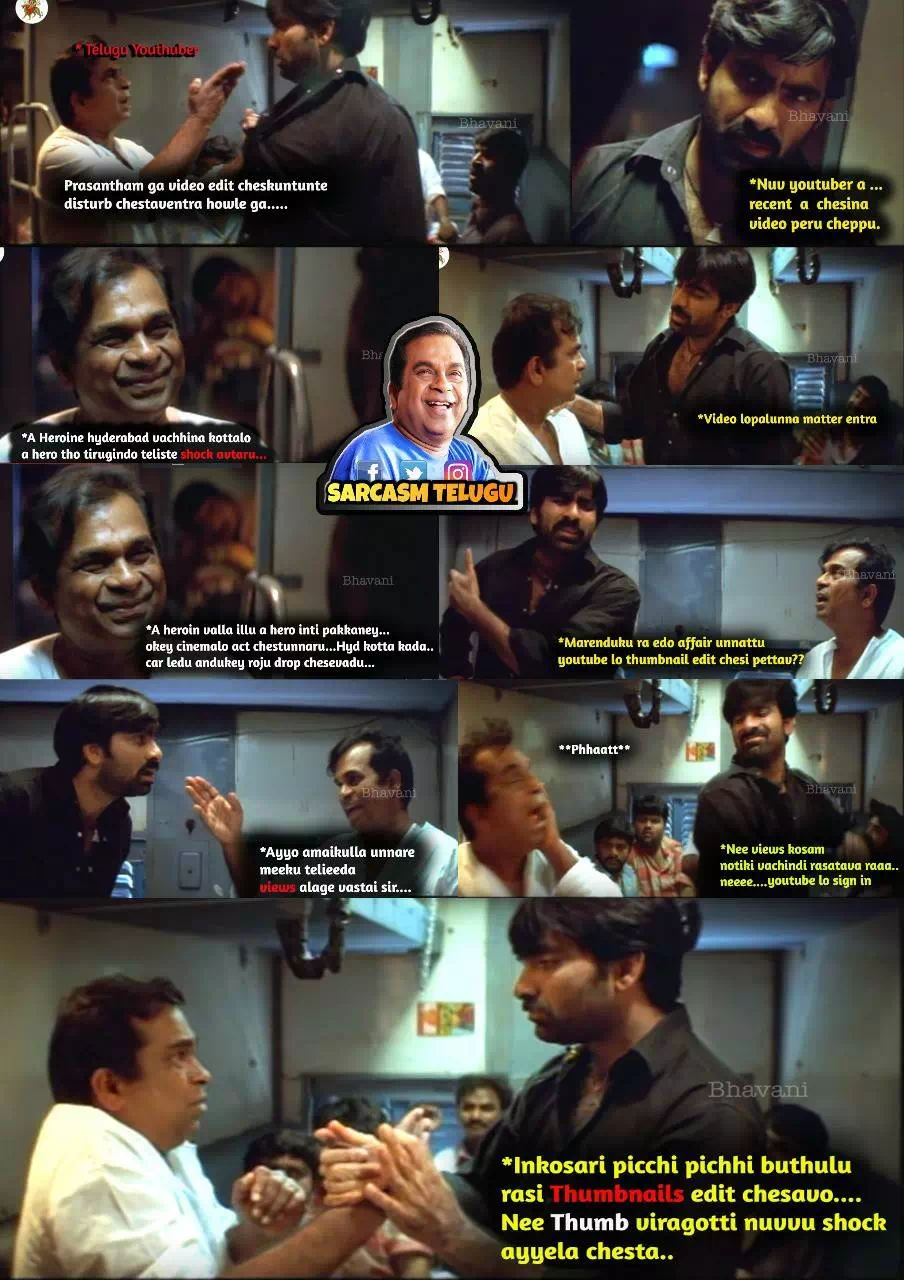 * Telugu Youthuber
Bhavani
Prasantham ga video edit cheskuntunte
disturb chestaventra howle ga.....
Bhavani
*Nuv youtuber a ...
recent a chesina
video peru cheppu.
Bha
*A Heroine hyderabad vachhina kottalo
a hero tho tirugindo teliste shock avtaru...
Bhavani
*Video lopalunna matter entra
SARCASM TELUGU
Bhavani
*A heroin valla illu a hero inti pakkaney...
okey cinemalo act chestunnaru...Hyd kotta kada..
car ledu andukey roju drop chesevadu...
Bhavani
*Marenduku ra edo affair unnattu
youtube lo thumbnail edit chesi pettav??
Bhavani
*Ayyo amaikulla unnare
meeku telieeda
views alage vastai sir....
**Phhaatt**
Bhavani
*Nee views kosam
notiki vachindi rasatava raaa..
neeee....youtube lo sign in
Bhavani
*Inkosari picchi pichhi buthulu
rasi Thumbnails edit chesavo....
Nee Thumb viragotti nuvvu shock
ayyela chesta..